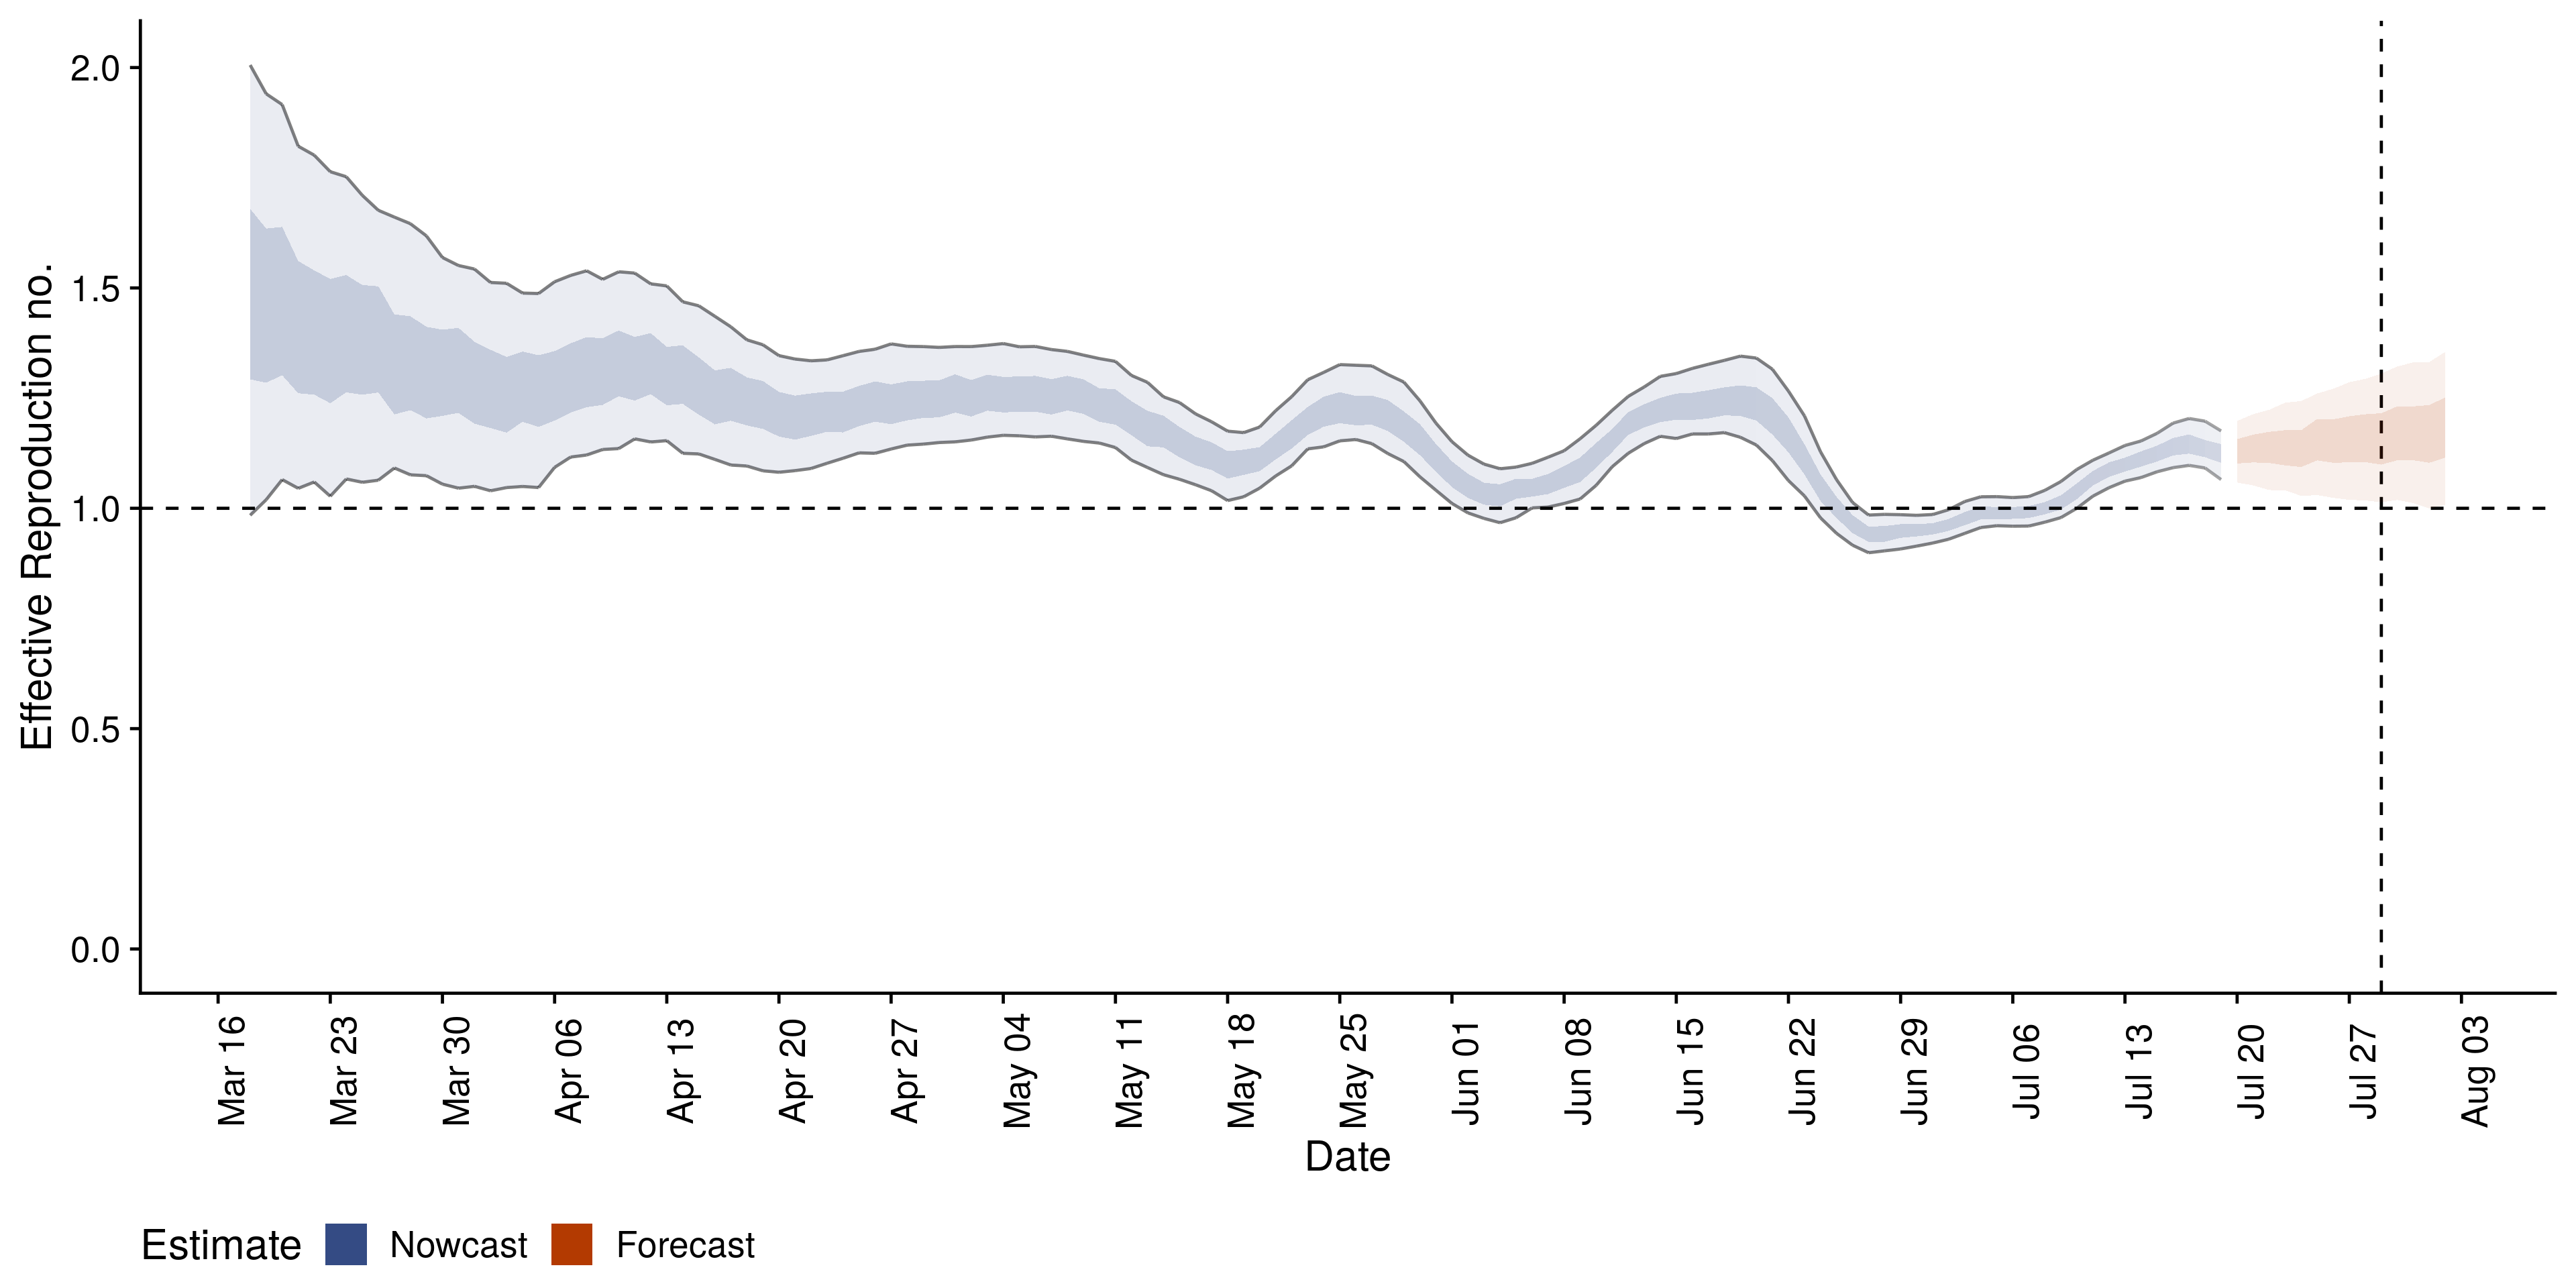 Effective Reproduction no.
2.0
1.5
1.0
0.5
0.0
Mar 16
Mar 23
Mar 30
Apr 06
Apr 13
Apr 20
Apr 27
May 04
May 11
May 18
May 25
Jun 01
Jun 08
Jun 15
Jun 22
Jun 29
Jul 06
Jul 13
Jul 20
Jul 27
Aug 03
Date
Estimate Nowcast Forecast